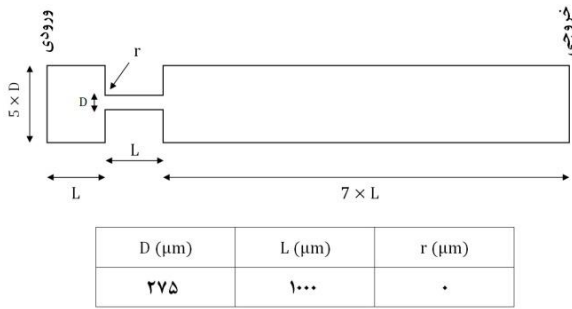 ورودی
خروجی
r
5 × D
D
L
L
7 × L
D (μm) L (μm) r (μm)
۲۷۵ ۱۰۰۰ ۰